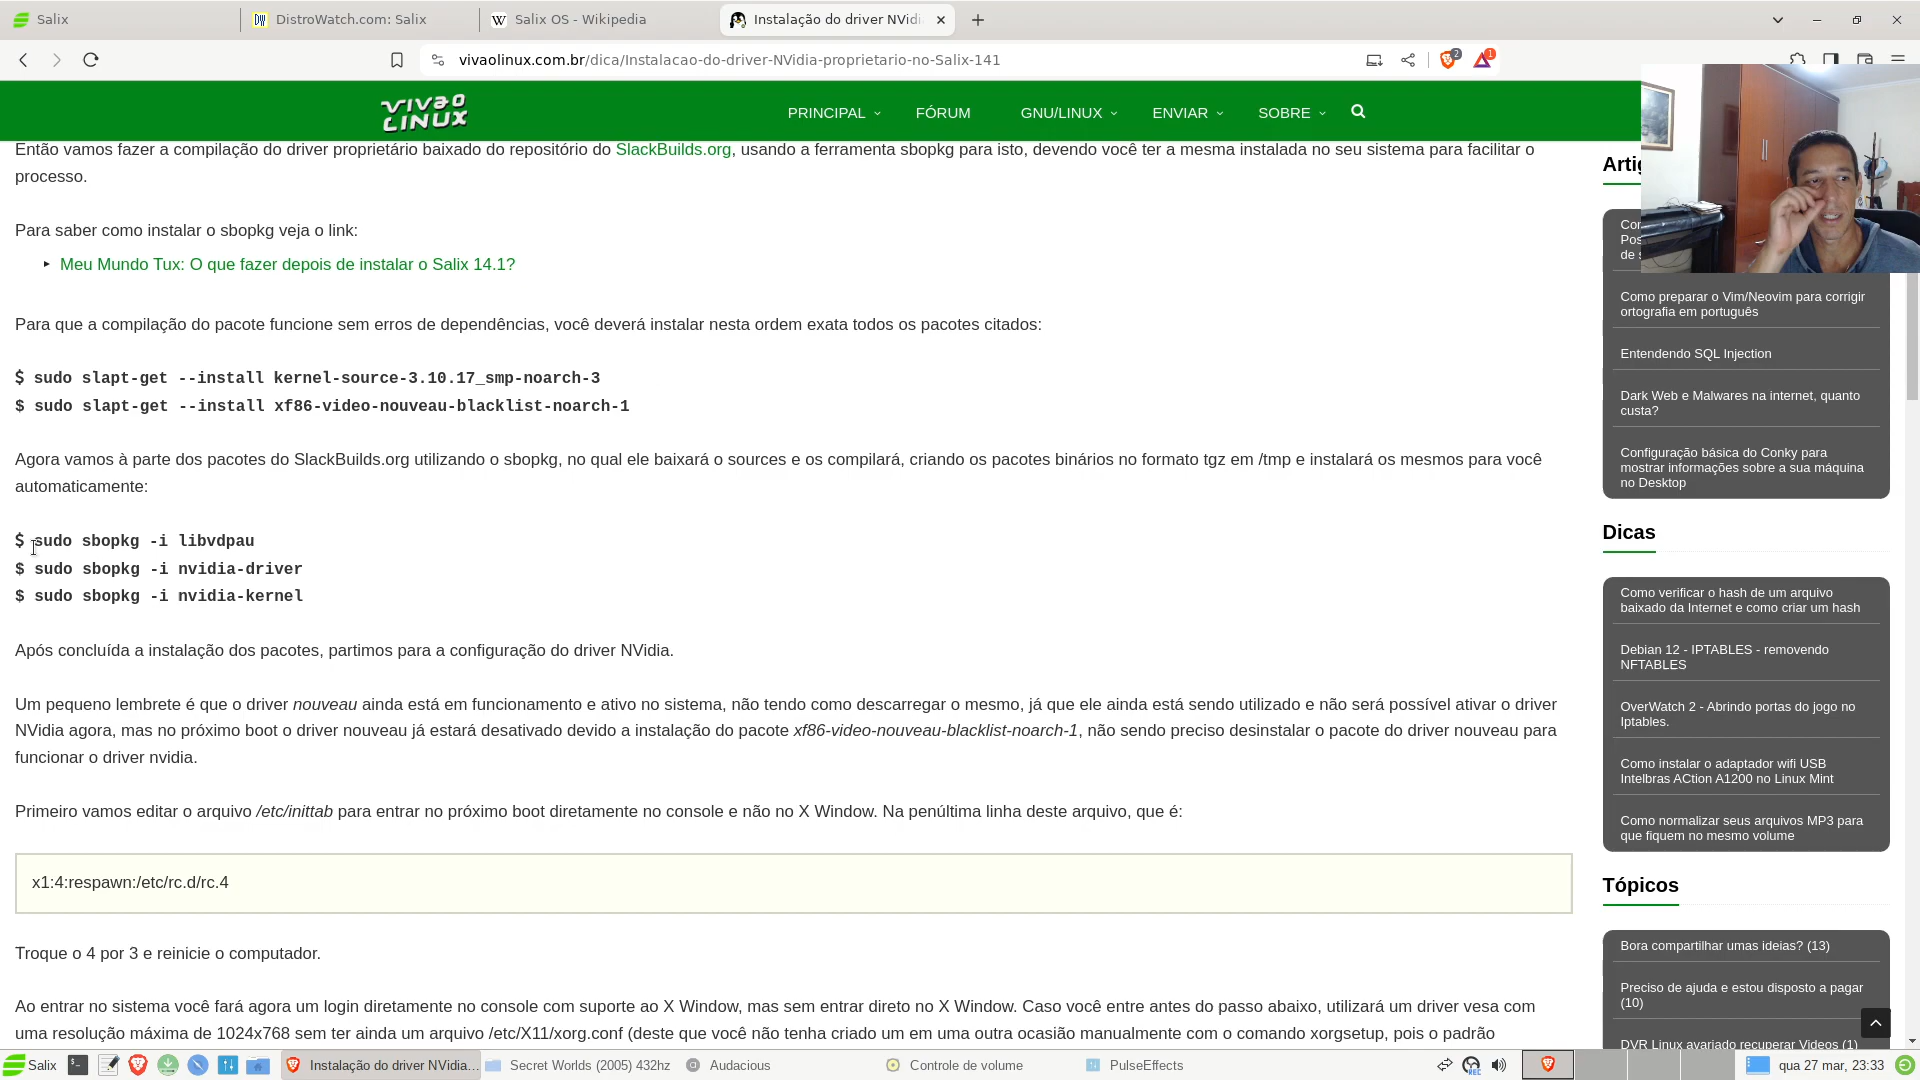 Salix
DistroWatch.com: Salix
Salix OS - Wikipedia
Instalação do driver NVidi
vivaolinux.com.br/dica/Instalacao-do-driver-NVidia-proprietario-no-Salix-141
2
1
VIVAO
LINUX
PRINCIPAL
FÓRUM
GNU/LINUX
ENVIAR
SOBRE
Então vamos fazer a compilação do driver proprietário baixado do repositório do SlackBuilds.org, usando a ferramenta sbopkg para isto, devendo você ter a mesma instalada no seu sistema para facilitar o
processo.
Para saber como instalar o sbopkg veja o link:
Meu Mundo Tux: O que fazer depois de instalar o Salix 14.1?
Para que a compilação do pacote funcione sem erros de dependências, você deverá instalar nesta ordem exata todos os pacotes citados:
$ sudo slapt-get --install kernel-source-3.10.17_smp-noarch-3
$ sudo slapt-get --install xf86-video-nouveau-blacklist-noarch-1
Agora vamos à parte dos pacotes do SlackBuilds.org utilizando o sbopkg, no qual ele baixará o sources e os compilará, criando os pacotes binários no formato tgz em /tmp e instalará os mesmos para você
automaticamente:
$ sudo sbopkg -i libvdpau
$ sudo sbopkg -i nvidia-driver
$ sudo sbopkg -i nvidia-kernel
Após concluída a instalação dos pacotes, partimos para a configuração do driver NVidia.
Um pequeno lembrete é que o driver nouveau ainda está em funcionamento e ativo no sistema, não tendo como descarregar o mesmo, já que ele ainda está sendo utilizado e não será possível ativar o driver
NVidia agora, mas no próximo boot o driver nouveau já estará desativado devido a instalação do pacote xf86-video-nouveau-blacklist-noarch-1, não sendo preciso desinstalar o pacote do driver nouveau para
funcionar o driver nvidia.
Primeiro vamos editar o arquivo /etc/inittab para entrar no próximo boot diretamente no console e não no X Window. Na penúltima linha deste arquivo, que é:
x1:4:respawn:/etc/rc.d/rc.4
Troque o 4 por 3 e reinicie o computador.
Ao entrar no sistema você fará agora um login diretamente no console com suporte ao X Window, mas sem entrar direto no X Window. Caso você entre antes do passo abaixo, utilizará um driver vesa com
uma resolução máxima de 1024x768 sem ter ainda um arquivo /etc/X11/xorg.conf (deste que você não tenha criado um em uma outra ocasião manualmente com o comando xorgsetup, pois o padrão
Arti
Pos
de s
Como preparar o Vim/Neovim para corrigir
ortografia em português
Entendendo SQL Injection
Dark Web e Malwares na internet, quanto
custa?
Configuração básica do Conky para
mostrar informações sobre a sua máquina
no Desktop
Dicas
Como verificar o hash de um arquivo
baixado da Internet e como criar um hash
Debian 12 - IPTABLES - removendo
NFTABLES
OverWatch 2 - Abrindo portas do jogo no
Iptables.
Como instalar o adaptador wifi USB
Intelbras ACtion A1200 no Linux Mint
Como normalizar seus arquivos MP3 para
que fiquem no mesmo volume
Tópicos
Bora compartilhar umas ideias? (13)
Preciso de ajuda e estou disposto a pagar
(10)
DVR Linux avariado recuperar Videos (1)
Salix
Instalação do driver NVidia...
Secret Worlds (2005) 432hz
Audacious
Controle de volume
PulseEffects
REC
qua 27 mar, 23:33